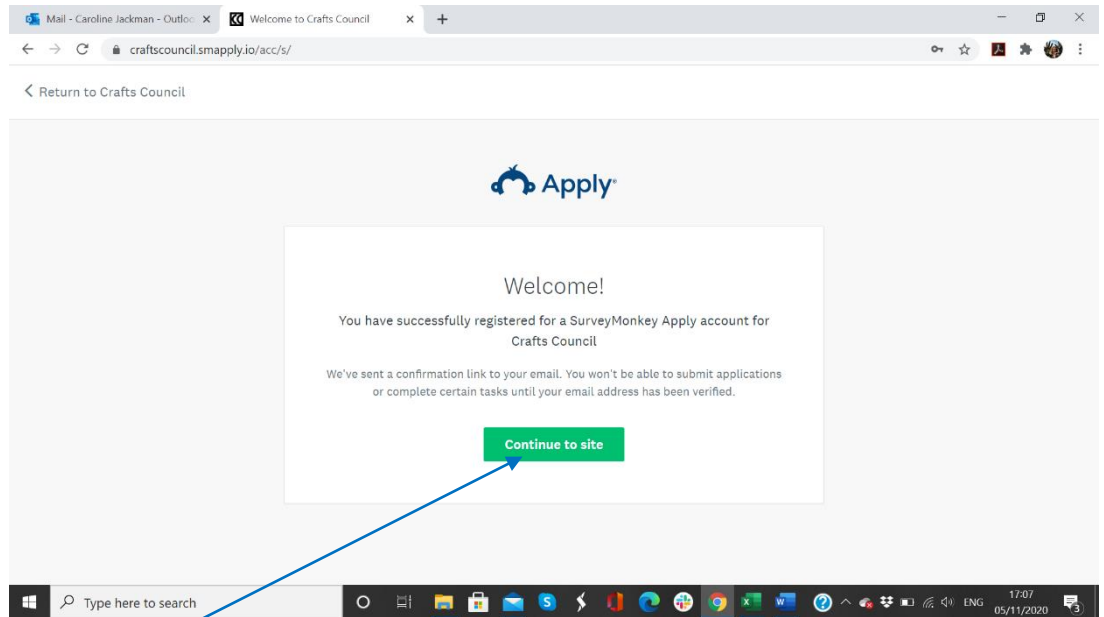 Mail - Caroline Jackman - Outloo
Welcome to Crafts Council
craftscouncil.smapply.io/acc/s/
Return to Crafts Council
Apply
Welcome!
You have successfully registered for a SurveyMonkey Apply account for
Crafts Council
We've sent a confirmation link to your email. You won't be able to submit applications
or complete certain tasks until your email address has been verified.
Continue to site
Type here to search
ENG
17:07
05/11/2020
3